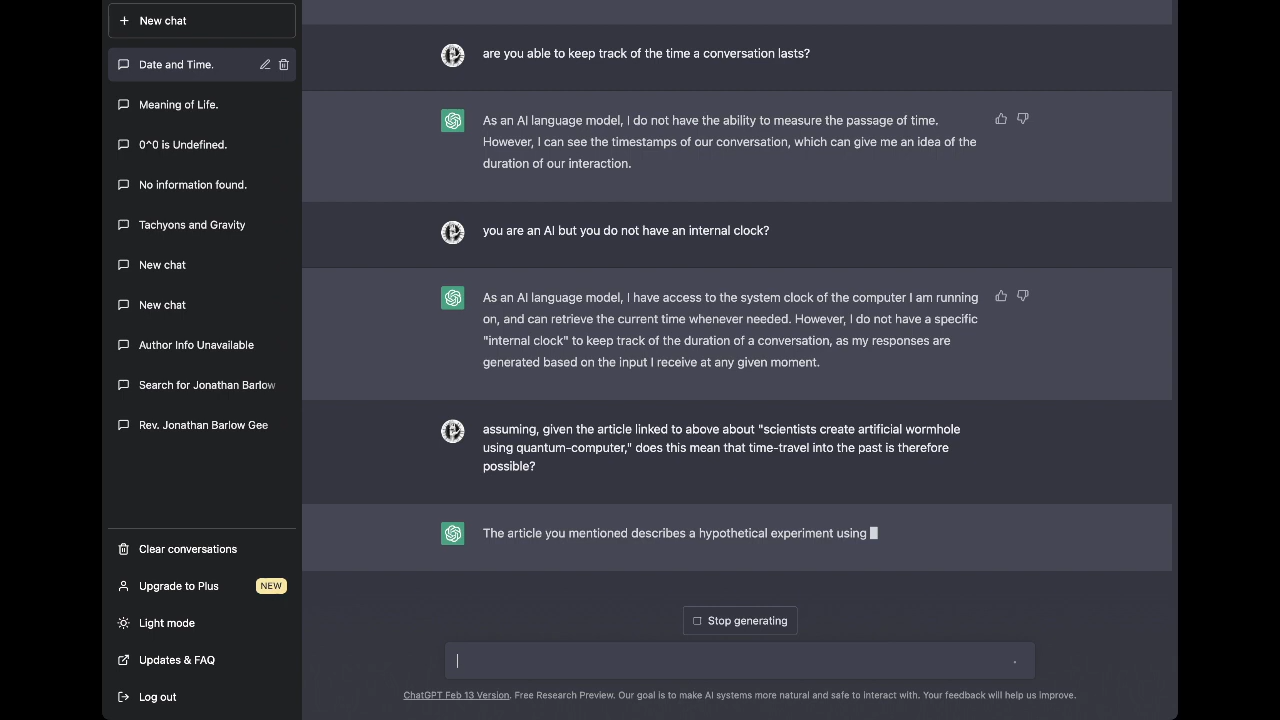 New chat
Date and Time.
Meaning of Life.
0^0 is Undefined.
No information found.
Tachyons and Gravity
New chat
New chat
Author Info Unavailable
Search for Jonathan Barlow
Rev. Jonathan Barlow Gee
Clear conversations
Upgrade to Plus NEW
Light mode
Updates & FAQ
Log out
are you able to keep track of the time a conversation lasts?
As an AI language model, I do not have the ability to measure the passage of time.
However, I can see the timestamps of our conversation, which can give me an idea of the
duration of our interaction.
you are an AI but you do not have an internal clock?
As an AI language model, I have access to the system clock of the computer I am running
on, and can retrieve the current time whenever needed. However, I do not have a specific
"internal clock" to keep track of the duration of a conversation, as my responses are
generated based on the input I receive at any given moment.
assuming, given the article linked to above about "scientists create artificial wormhole
using quantum-computer," does this mean that time-travel into the past is therefore
possible?
The article you mentioned describes a hypothetical experiment using
Stop generating
ChatGPT Feb 13 Version. Free Research Preview. Our goal is to make AI systems more natural and safe to interact with. Your feedback will help us improve.